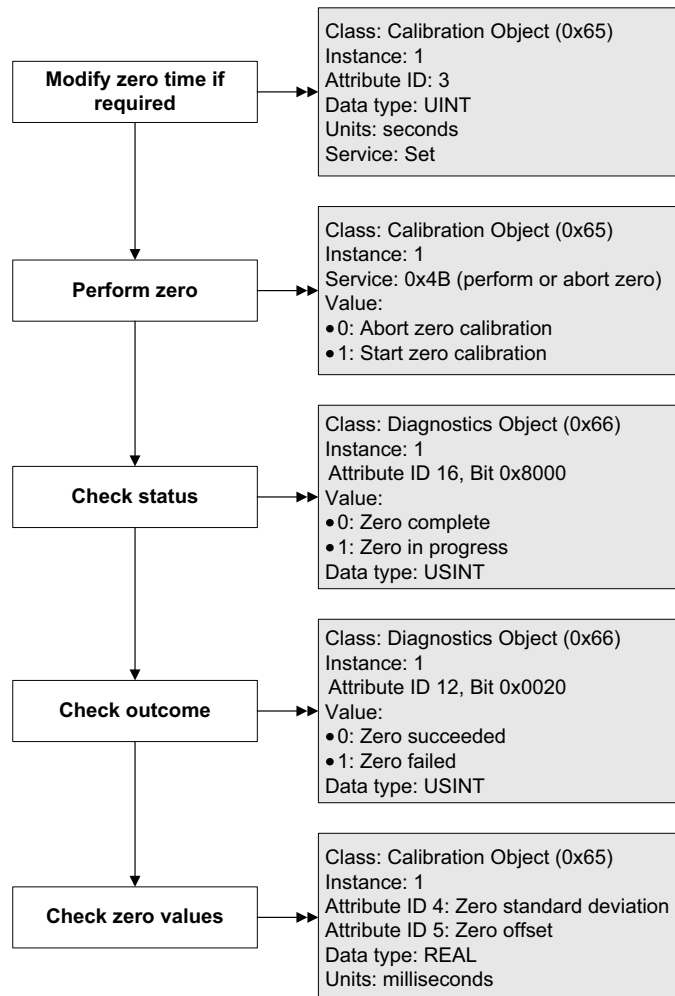 Modify zero time if
required
Class: Calibration Object (0x65)
Instance: 1
Attribute ID: 3
Data type: UINT
Units: seconds
Service: Set
Perform zero
Class: Calibration Object (0x65)
Instance: 1
Service: 0x4B (perform or abort zero)
Value:
• 0: Abort zero calibration
• 1: Start zero calibration
Check status
Class: Diagnostics Object (0x66)
Instance: 1
Attribute ID 16, Bit 0x8000
Value:
• 0: Zero complete
• 1: Zero in progress
Data type: USINT
Check outcome
Class: Diagnostics Object (0x66)
Instance: 1
Attribute ID 12, Bit 0x0020
Value:
• 0: Zero succeeded
• 1: Zero failed
Data type: USINT
Check zero values
Class: Calibration Object (0x65)
Instance: 1
Attribute ID 4: Zero standard deviation
Attribute ID 5: Zero offset
Data type: REAL
Units: milliseconds